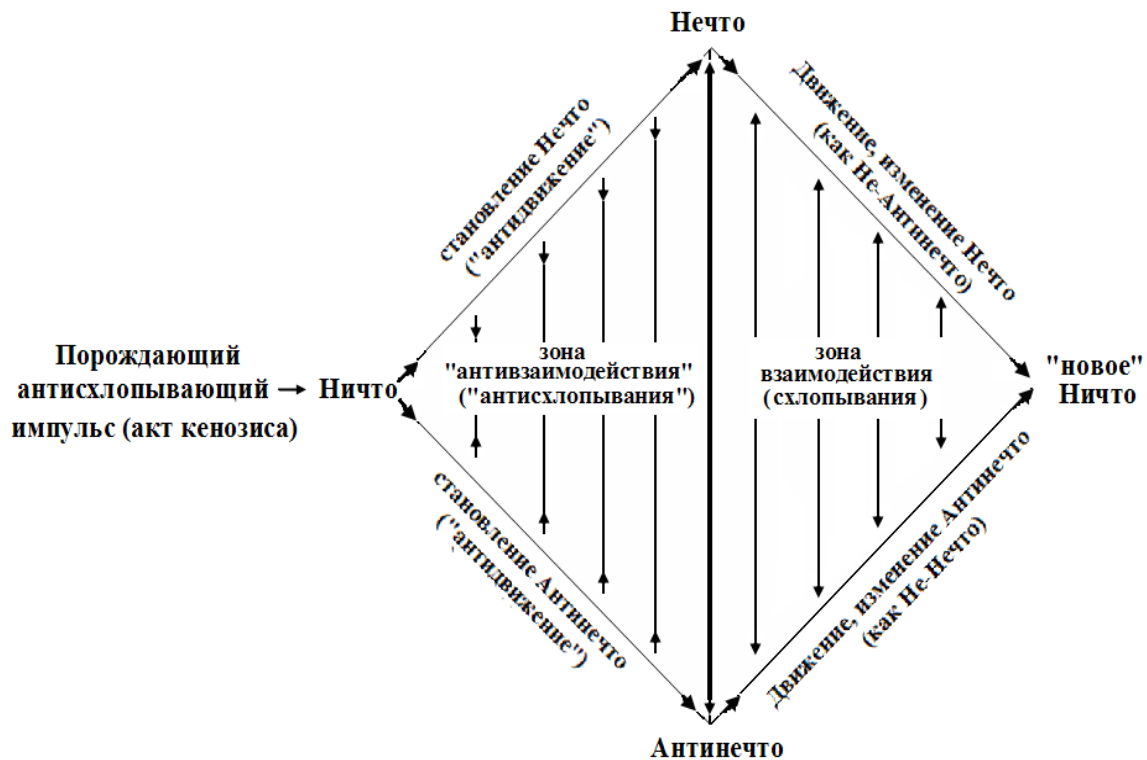 Нечто
становление Нечто
("антидвижение")
Движение, изменение Нечто
(как Не-Антинечто)
Порождающий
антисхлопывающий
импульс (акт кенозиса)
Ничто
зона
"антивзаимодействия"
("антисхлопывания")
зона
взаимодействия
(схлопывания)
"новое"
Ничто
становление Антинечто
("антидвижение")
Движение, изменение Антинечто
(как Не-Нечто)
Антинечто